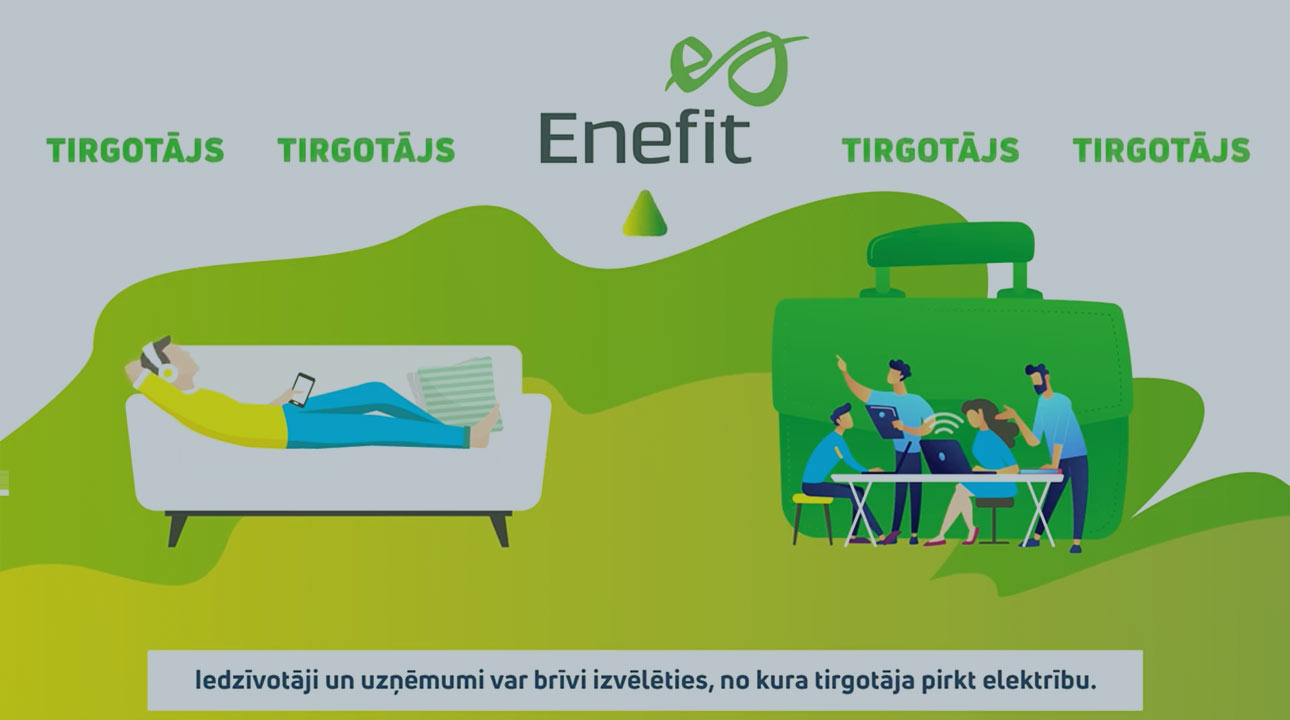 TIRGOTĀJS TIRGOTĀJS Enefit TIRGOTĀJS TIRGOTĀJS
Iedzīvotāji un uzņēmumi var brīvi izvēlēties, no kura tirgotāja pirkt elektrību.